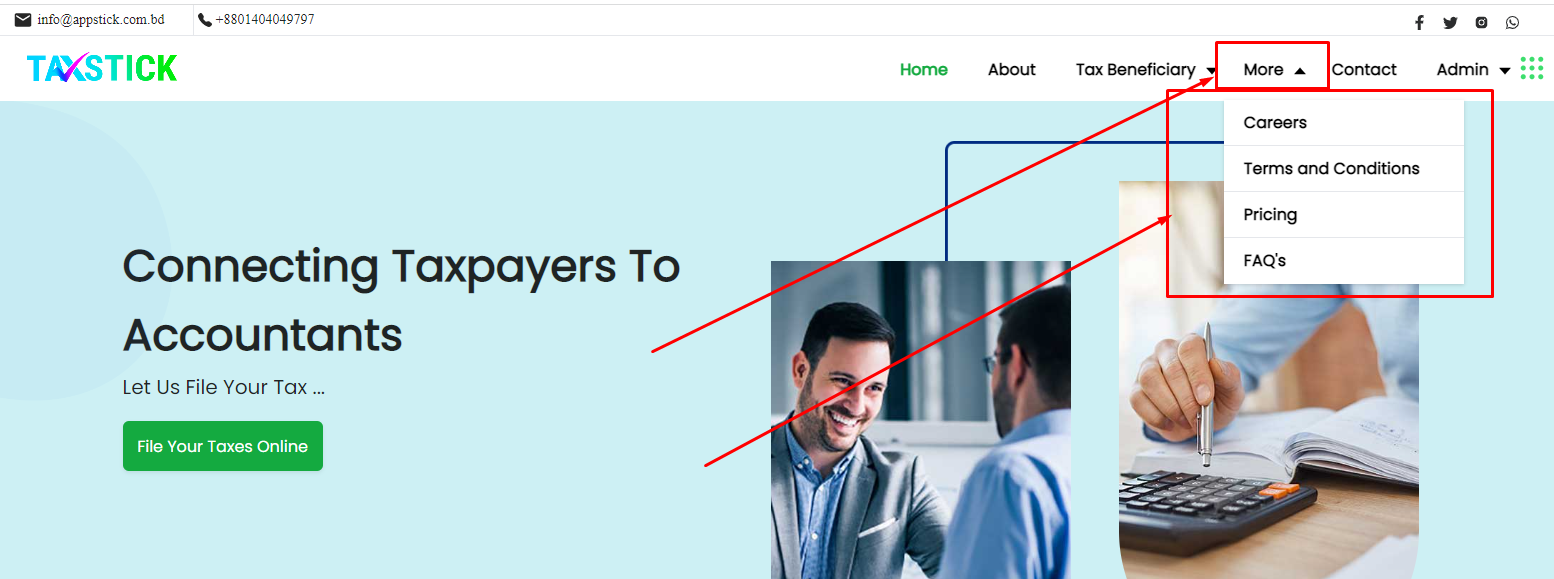 info@appstick.com.bd +8801404049797
TAXSTICK
Home About Tax Beneficiary More Contact Admin
Careers
Terms and Conditions
Pricing
FAQ's
Connecting Taxpayers To
Accountants
Let Us File Your Tax ...
File Your Taxes Online